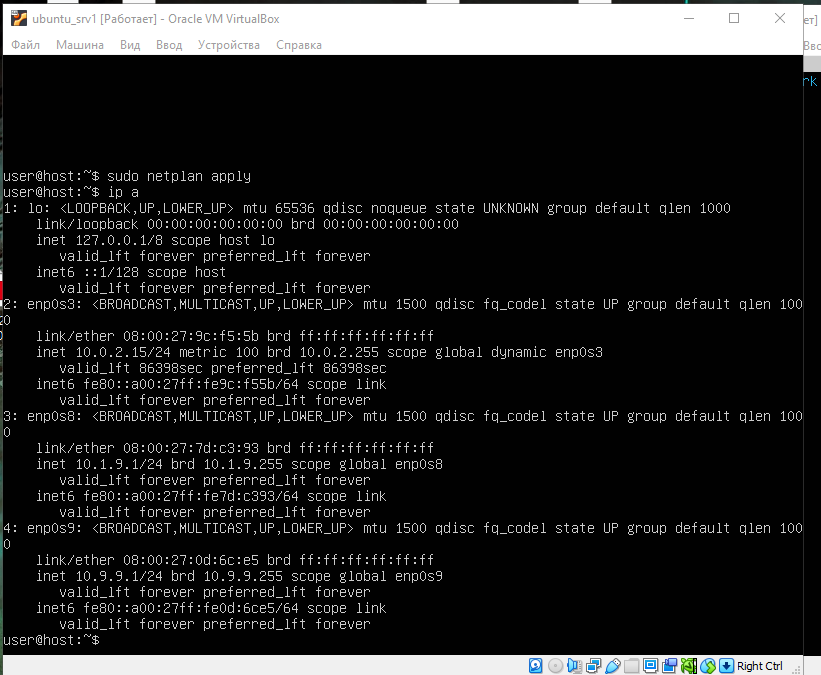 ubuntu_srv1 [Работает] - Oracle VM VirtualBox
Файл Машина Вид Ввод Устройства Справка
user@host:~$ sudo netplan apply
user@host:~$ ip a
1: lo: <LOOPBACK,UP,LOWER_UP> mtu 65536 qdisc noqueue state UNKNOWN group default qlen 1000
    link/loopback 00:00:00:00:00:00 brd 00:00:00:00:00:00
    inet 127.0.0.1/8 scope host lo
       valid_lft forever preferred_lft forever
    inet6 ::1/128 scope host
       valid_lft forever preferred_lft forever
2: enp0s3: <BROADCAST,MULTICAST,UP,LOWER_UP> mtu 1500 qdisc fq_codel state UP group default qlen 100
0
    link/ether 08:00:27:9c:f5:5b brd ff:ff:ff:ff:ff:ff
    inet 10.0.2.15/24 metric 100 brd 10.0.2.255 scope global dynamic enp0s3
       valid_lft 86398sec preferred_lft 86398sec
    inet6 fe80::a00:27ff:fe9c:f55b/64 scope link
       valid_lft forever preferred_lft forever
3: enp0s8: <BROADCAST,MULTICAST,UP,LOWER_UP> mtu 1500 qdisc fq_codel state UP group default qlen 100
0
    link/ether 08:00:27:7d:c3:93 brd ff:ff:ff:ff:ff:ff
    inet 10.1.9.1/24 brd 10.1.9.255 scope global enp0s8
       valid_lft forever preferred_lft forever
    inet6 fe80::a00:27ff:fe7d:c393/64 scope link
       valid_lft forever preferred_lft forever
4: enp0s9: <BROADCAST,MULTICAST,UP,LOWER_UP> mtu 1500 qdisc fq_codel state UP group default qlen 100
0
    link/ether 08:00:27:0d:6c:e5 brd ff:ff:ff:ff:ff:ff
    inet 10.9.9.1/24 brd 10.9.9.255 scope global enp0s9
       valid_lft forever preferred_lft forever
    inet6 fe80::a00:27ff:fe0d:6ce5/64 scope link
       valid_lft forever preferred_lft forever
user@host:~$
Right Ctrl